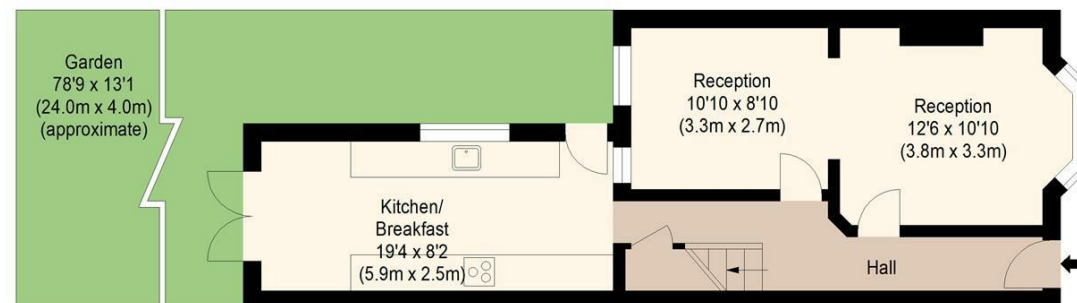 Garden
78'9 x 13'1
(24.0m x 4.0m)
(approximate)
Kitchen/
Breakfast
19'4 x 8'2
(5.9m x 2.5m)
Reception
10'10 x 8'10
(3.3m x 2.7m)
Reception
12'6 x 10'10
(3.8m x 3.3m)
Hall